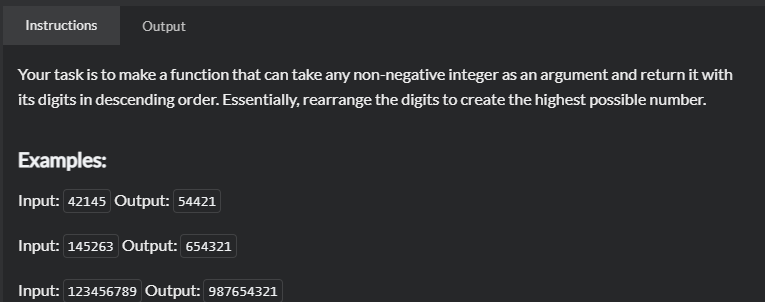 Instructions
Output
Your task is to make a function that can take any non-negative integer as an argument and return it with
its digits in descending order. Essentially, rearrange the digits to create the highest possible number.
Examples:
Input: 42145 Output: 54421
Input: 145263 Output: 654321
Input: 123456789 Output: 987654321